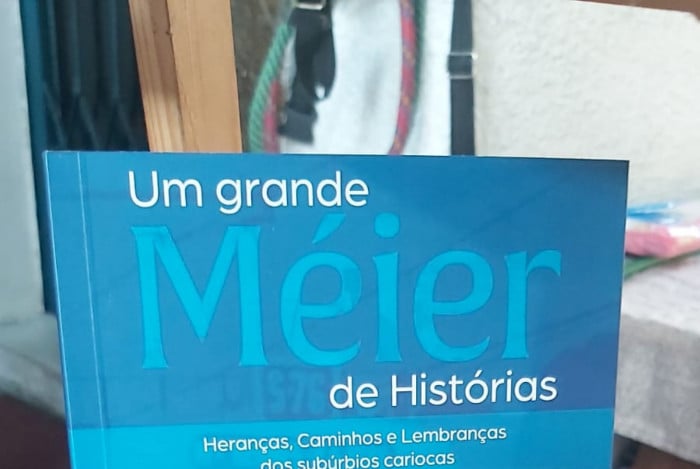 Um grande
Méier
de Histórias
Heranças, Caminhos e Lembranças
dos subúrbios cariocas